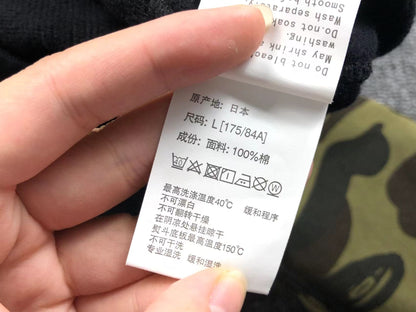 Smooth b
Wash separately.
Do not soak
washing.
May shrink a
Do not bleach
原产地: 日本
尺码: L [175/84A]
成份: 面料: 100%棉
最高洗涤温度40℃ 缓和程序
不可漂白
不可翻转干燥
在阴凉处悬挂晾干
熨斗底板最高温度150℃
不可干洗
专业湿洗 缓和湿洗